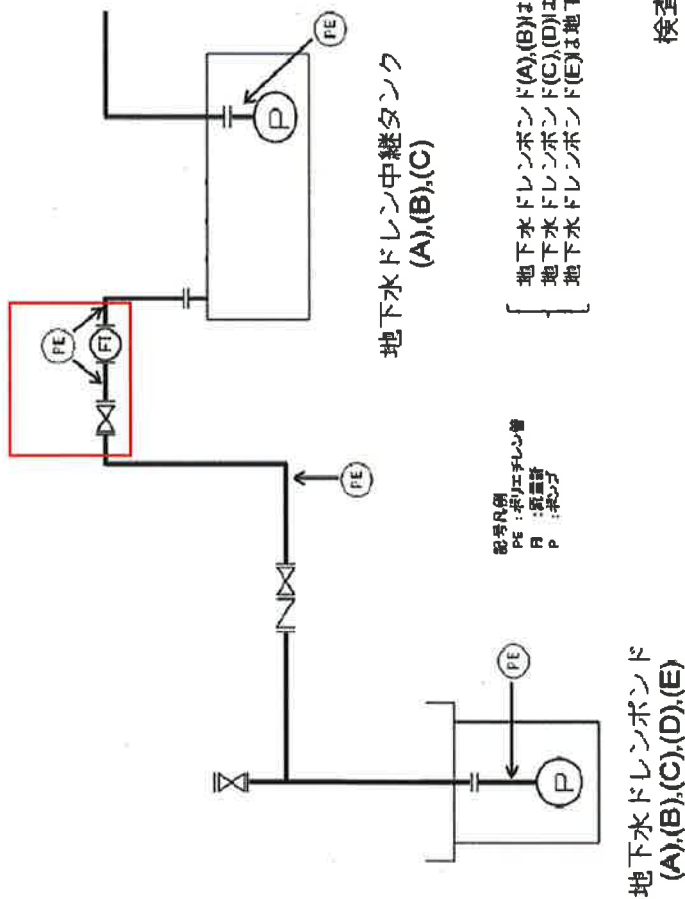 PE
P
地下水ドレン中継タンク
(A),(B),(C)
PE
FT
PE
地下水ドレンポンド(A),(B)は
地下水ドレンポンド(C),(D)は
地下水ドレンポンド(E)は地下
検査
記号凡例
PE : ポリエチレン管
: 流量計
P : ポンプ
PE
P
地下水ドレンポンド
(A),(B),(C),(D),(E)